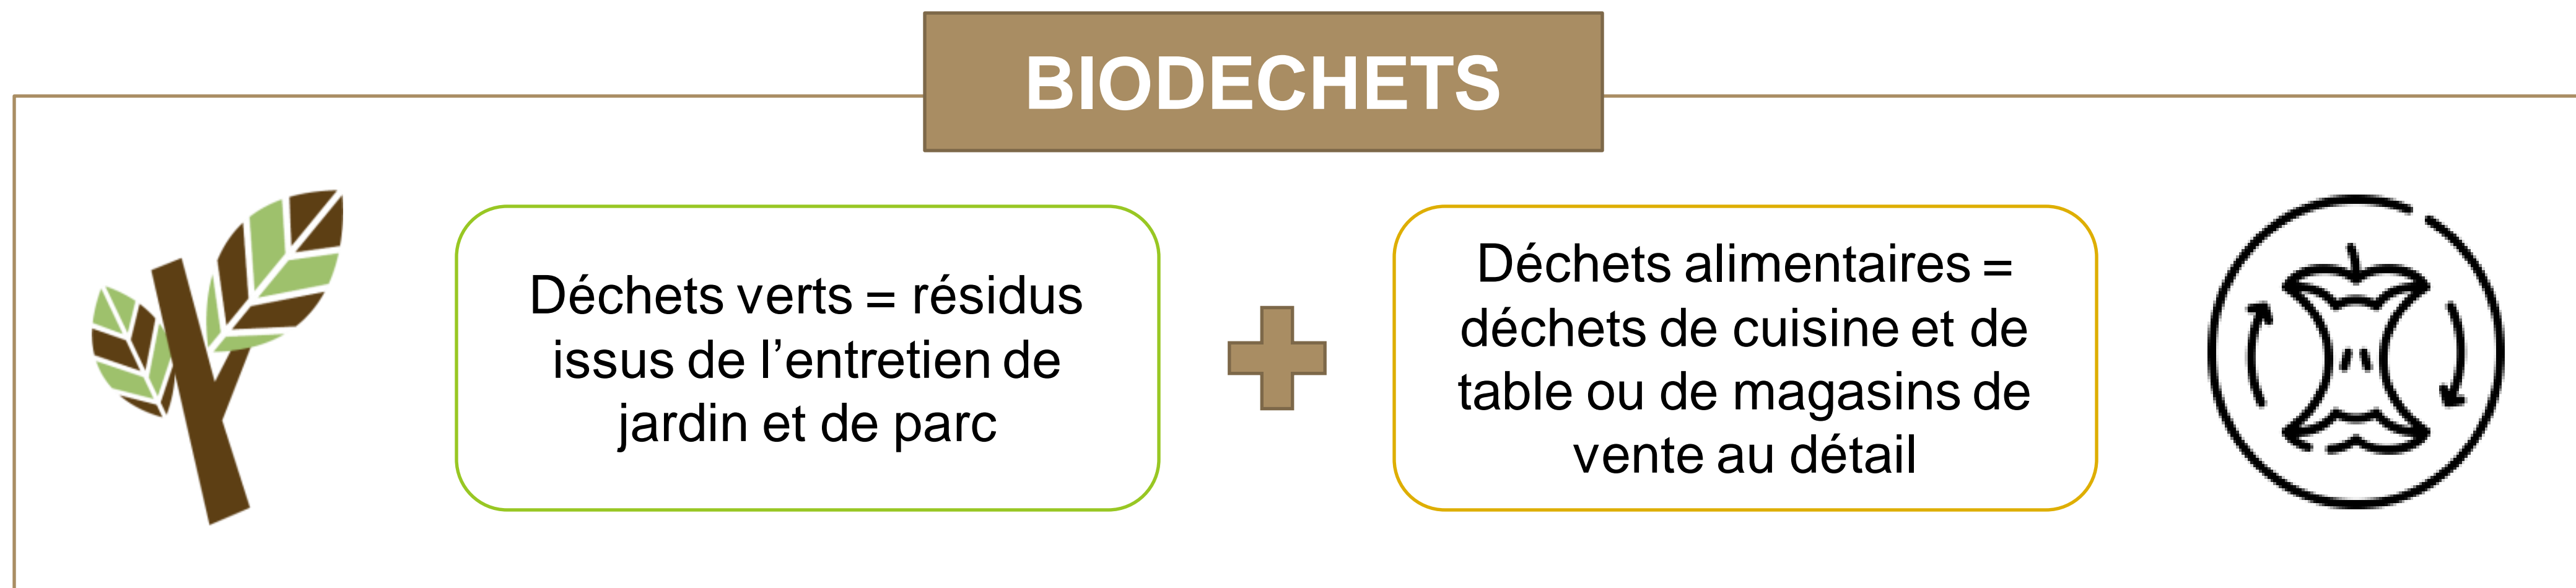 BIODECHETS
Déchets verts = résidus
issus de l’entretien de
jardin et de parc
Déchets alimentaires =
déchets de cuisine et de
table ou de magasins de
vente au détail